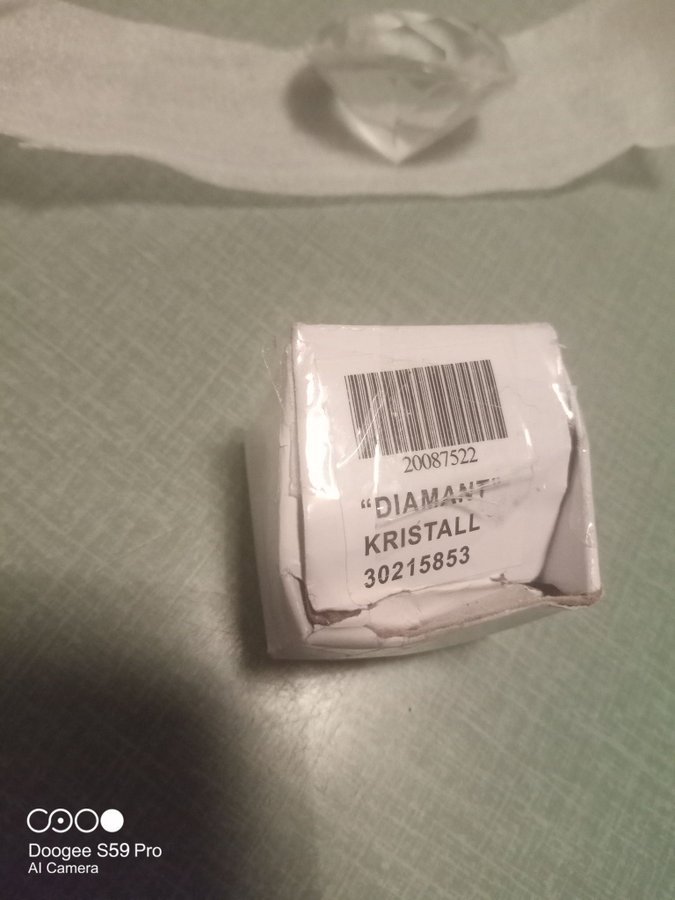 20087522
“DIAMANT”
KRISTALL
30215853
Doogee S59 Pro
AI Camera